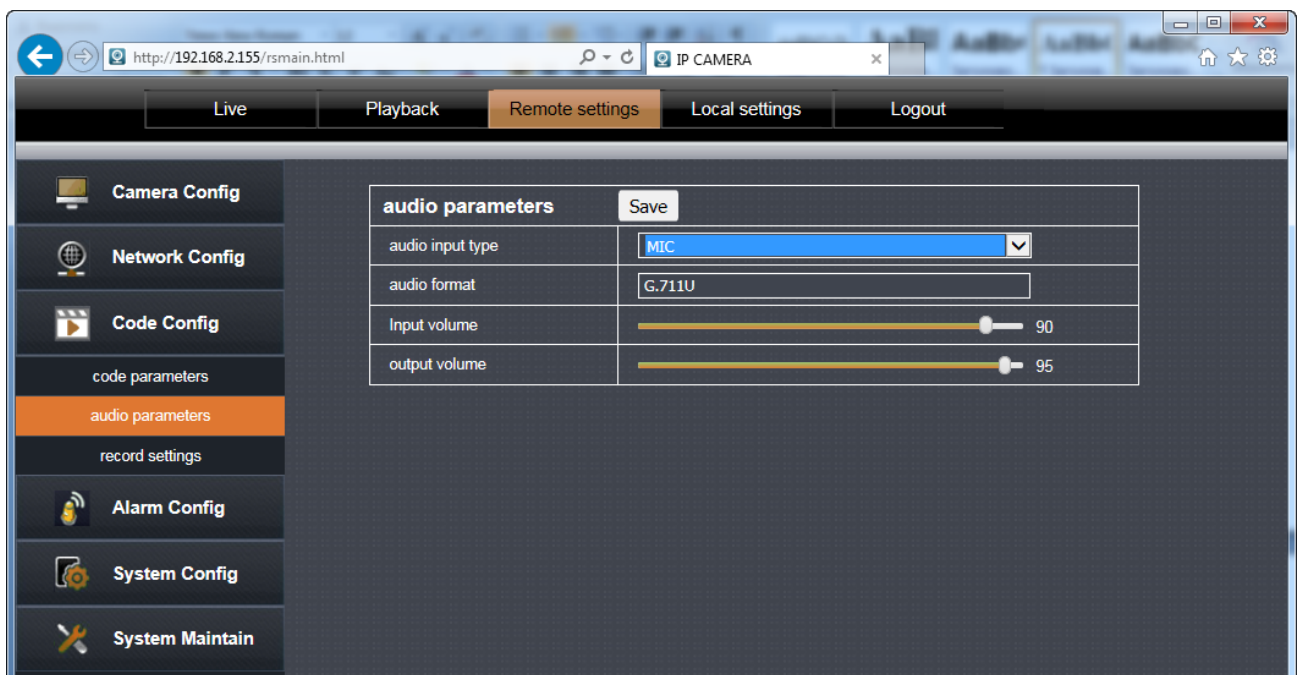 http://192.168.2.155/rsmain.html
IP CAMERA
Live Playback Remote settings Local settings Logout
Camera Config
Network Config
Code Config
code parameters
audio parameters
record settings
Alarm Config
System Config
System Maintain
audio parameters Save
audio input type MIC
audio format G.711U
Input volume 90
output volume 95